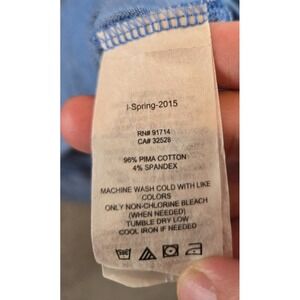 I-Spring-2015
RN# 91714
CA# 32528
96% PIMA COTTON
4% SPANDEX
MACHINE WASH COLD WITH LIKE
COLORS
ONLY NON-CHLORINE BLEACH
(WHEN NEEDED)
TUMBLE DRY LOW
COOL IRON IF NEEDED